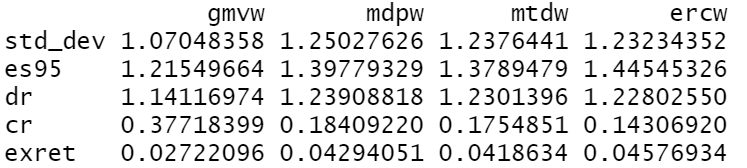 gmvw mdpw mtdw ercw
std_dev 1.07048358 1.25027626 1.2376441 1.23234352
es95 1.21549664 1.39779329 1.3789479 1.44545326
dr 1.14116974 1.23908818 1.2301396 1.22802550
cr 0.37718399 0.18409220 0.1754851 0.14306920
exret 0.02722096 0.04294051 0.0418634 0.04576934